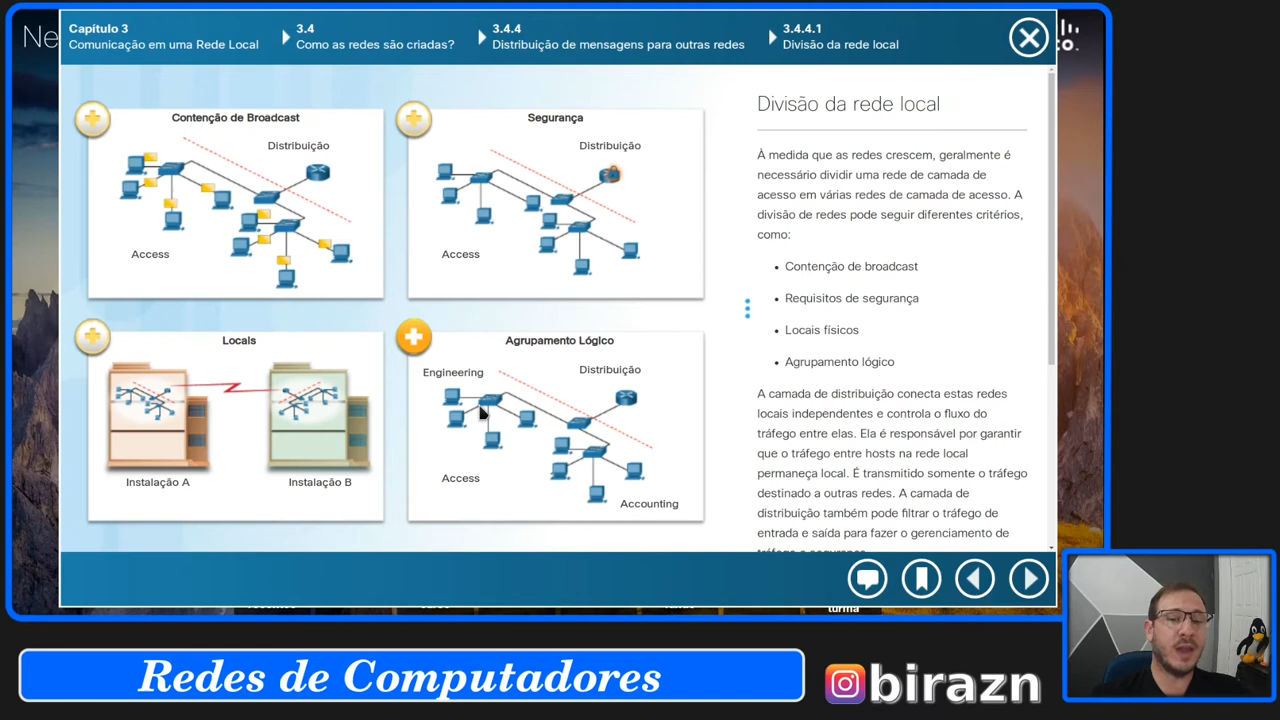 Ne
Capítulo 3
Comunicação em uma Rede Local
3.4
Como as redes são criadas?
3.4.4
Distribuição de mensagens para outras redes
3.4.4.1
Divisão da rede local
Contenção de Broadcast
Distribuição
Access
Segurança
Distribuição
Access
Locais
Instalação A
Instalação B
Agrupamento Lógico
Engineering
Distribuição
Access
Accounting
Divisão da rede local
À medida que as redes crescem, geralmente é
necessário dividir uma rede de camada de
acesso em várias redes de camada de acesso. A
divisão de redes pode seguir diferentes critérios,
como:
• Contenção de broadcast
• Requisitos de segurança
• Locais físicos
• Agrupamento lógico
A camada de distribuição conecta estas redes
locais independentes e controla o fluxo do
tráfego entre elas. Ela é responsável por garantir
que o tráfego entre hosts na rede local
permaneça local. É transmitido somente o tráfego
destinado a outras redes. A camada de
distribuição também pode filtrar o tráfego de
entrada e saída para fazer o gerenciamento de
turma
Redes de Computadores
birazn